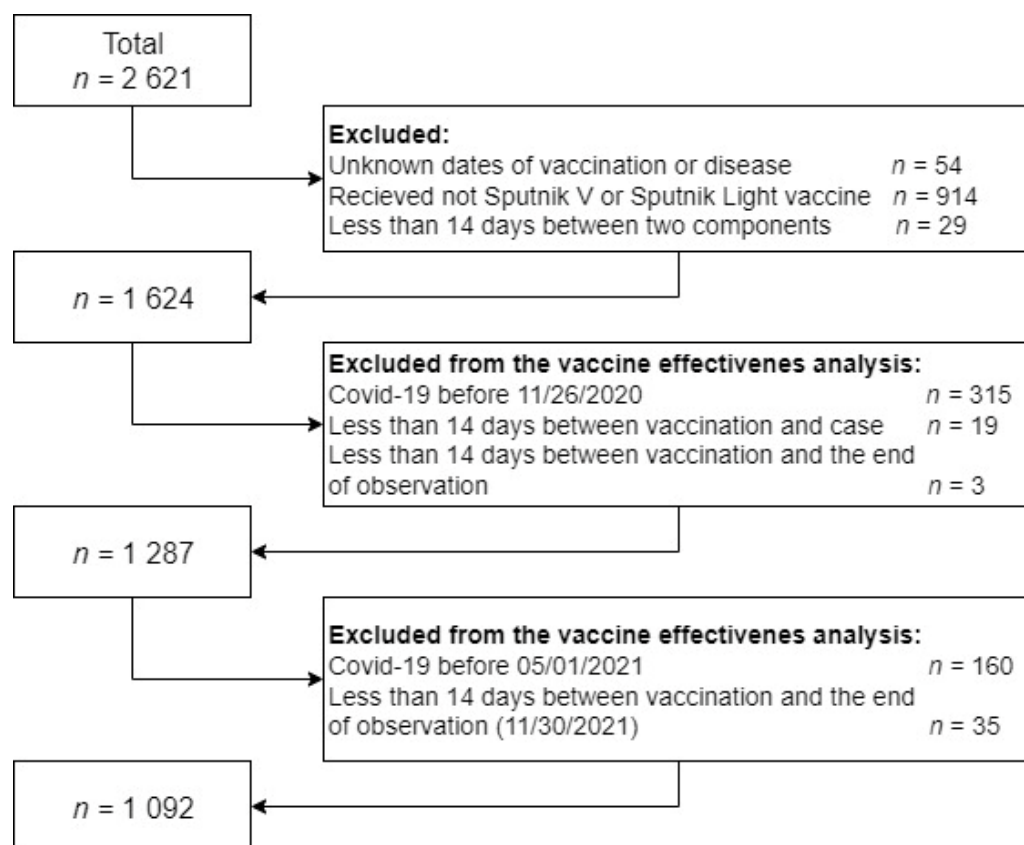 Total
n = 2 621
Excluded:
Unknown dates of vaccination or disease n = 54
Recieved not Sputnik V or Sputnik Light vaccine n = 914
Less than 14 days between two components n = 29
n = 1 624
Excluded from the vaccine effectivenes analysis:
Covid-19 before 11/26/2020 n = 315
Less than 14 days between vaccination and case n = 19
Less than 14 days between vaccination and the end
of observation n = 3
n = 1 287
Excluded from the vaccine effectivenes analysis:
Covid-19 before 05/01/2021 n = 160
Less than 14 days between vaccination and the end
of observation (11/30/2021) n = 35
n = 1 092